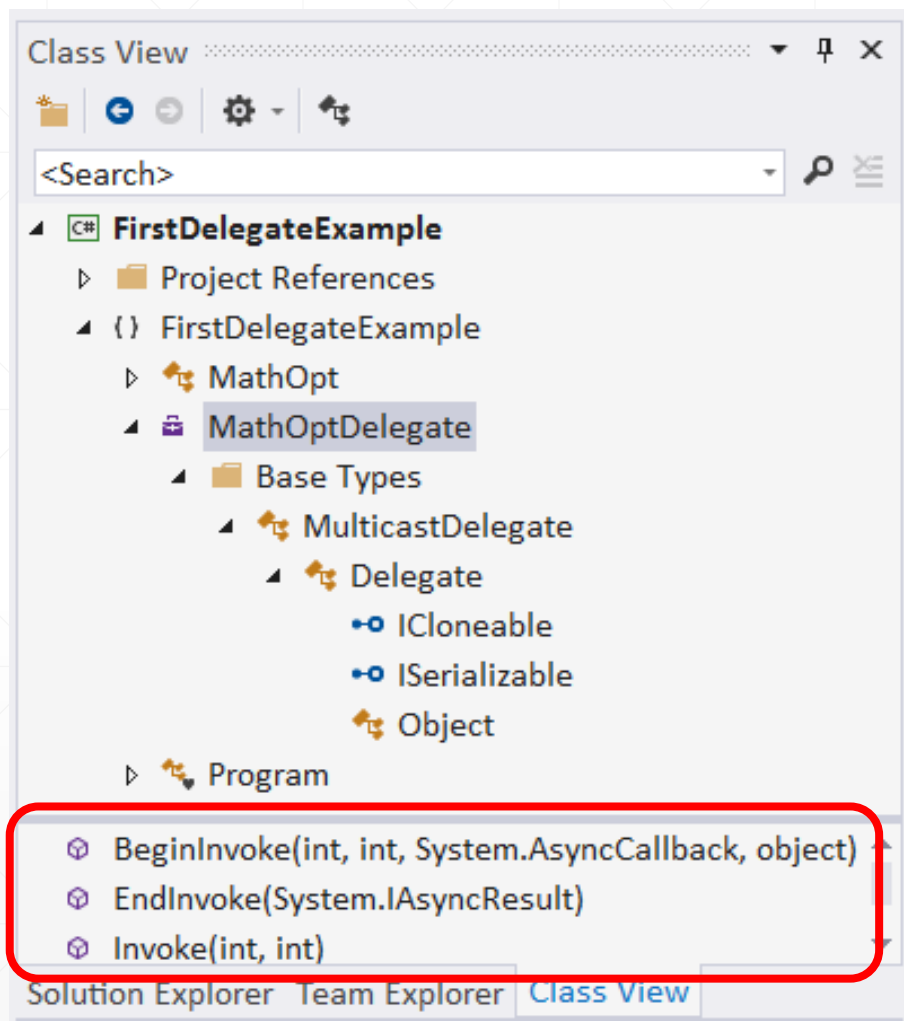 Class View
<Search>
C# FirstDelegateExample
Project References
{ } FirstDelegateExample
MathOpt
MathOptDelegate
Base Types
MulticastDelegate
Delegate
ICloneable
ISerializable
Object
Program
BeginInvoke(int, int, System.AsyncCallback, object)
EndInvoke(System.IAsyncResult)
Invoke(int, int)
Solution Explorer Team Explorer Class View